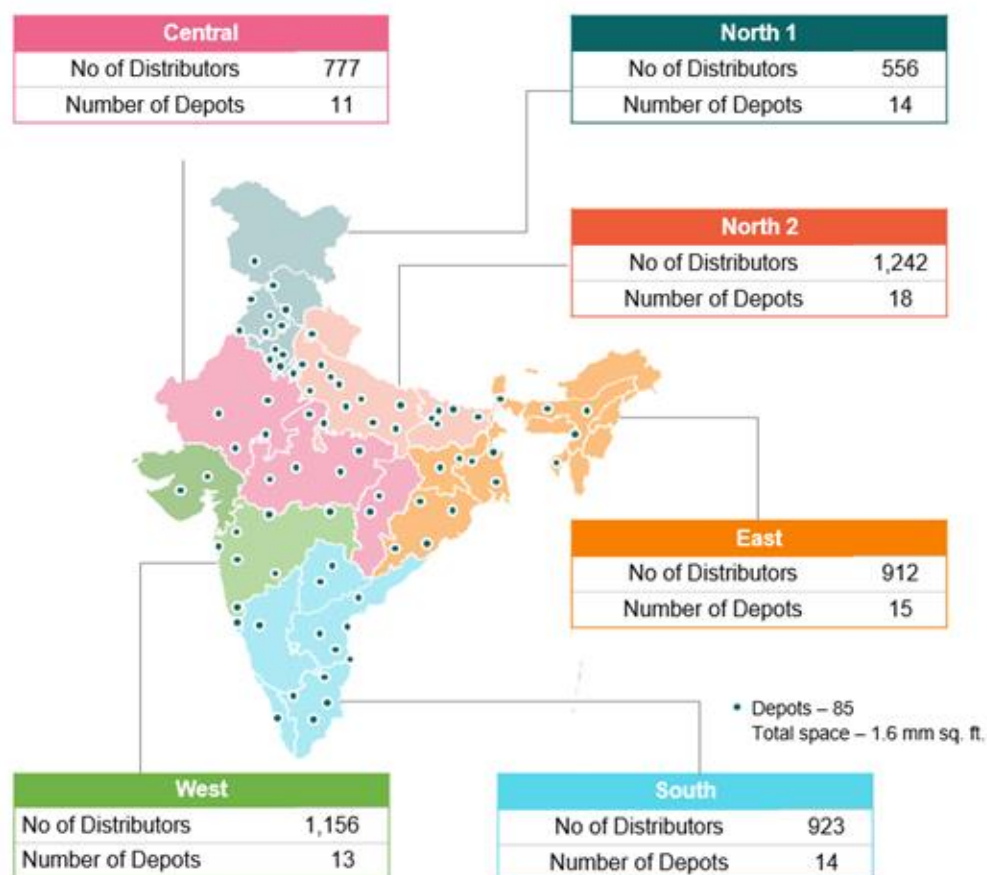 Central
No of Distributors 777
Number of Depots 11
North 1
No of Distributors 556
Number of Depots 14
North 2
No of Distributors 1,242
Number of Depots 18
East
No of Distributors 912
Number of Depots 15
Depots – 85
Total space – 1.6 mm sq. ft.
West
No of Distributors 1,156
Number of Depots 13
South
No of Distributors 923
Number of Depots 14